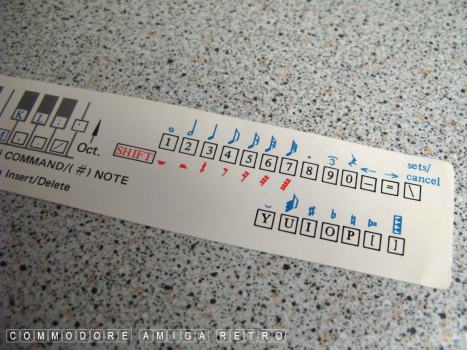 K L
Oct.
SHIFT
1 2 3 4 5 6 7 8 9 0 - = \
3
sets/
cancel
COMMAND/(#) NOTE
Insert/Delete
Y U I O P [ ]
COMMODORE AMIGA RETRO